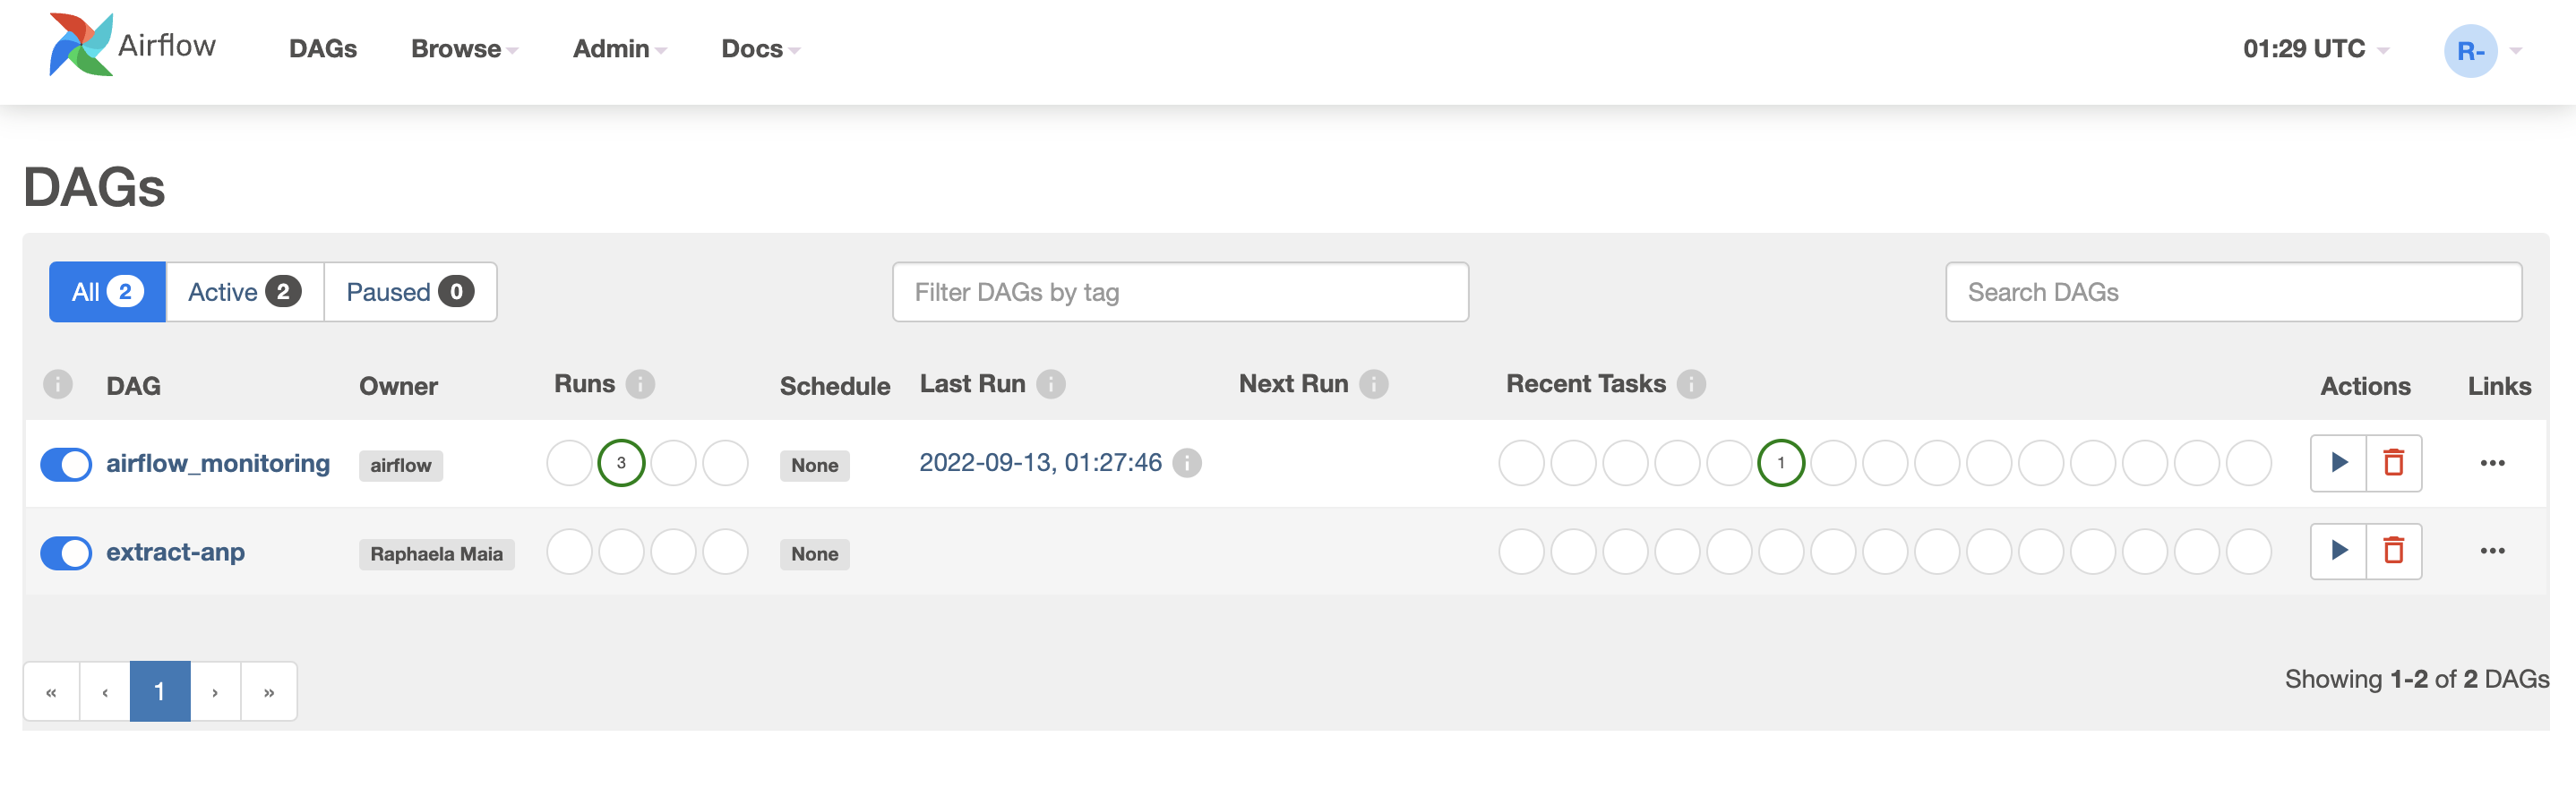 Airflow DAGs Browse Admin Docs 01:29 UTC R-
DAGs
All 2 Active 2 Paused 0 Filter DAGs by tag Search DAGs
i DAG Owner Runs i Schedule Last Run i Next Run i Recent Tasks i Actions Links
airflow_monitoring airflow 3 None 2022-09-13, 01:27:46 i 1 ...
extract-anp Raphaela Maia None ...
« ‹ 1 › » Showing 1-2 of 2 DAGs